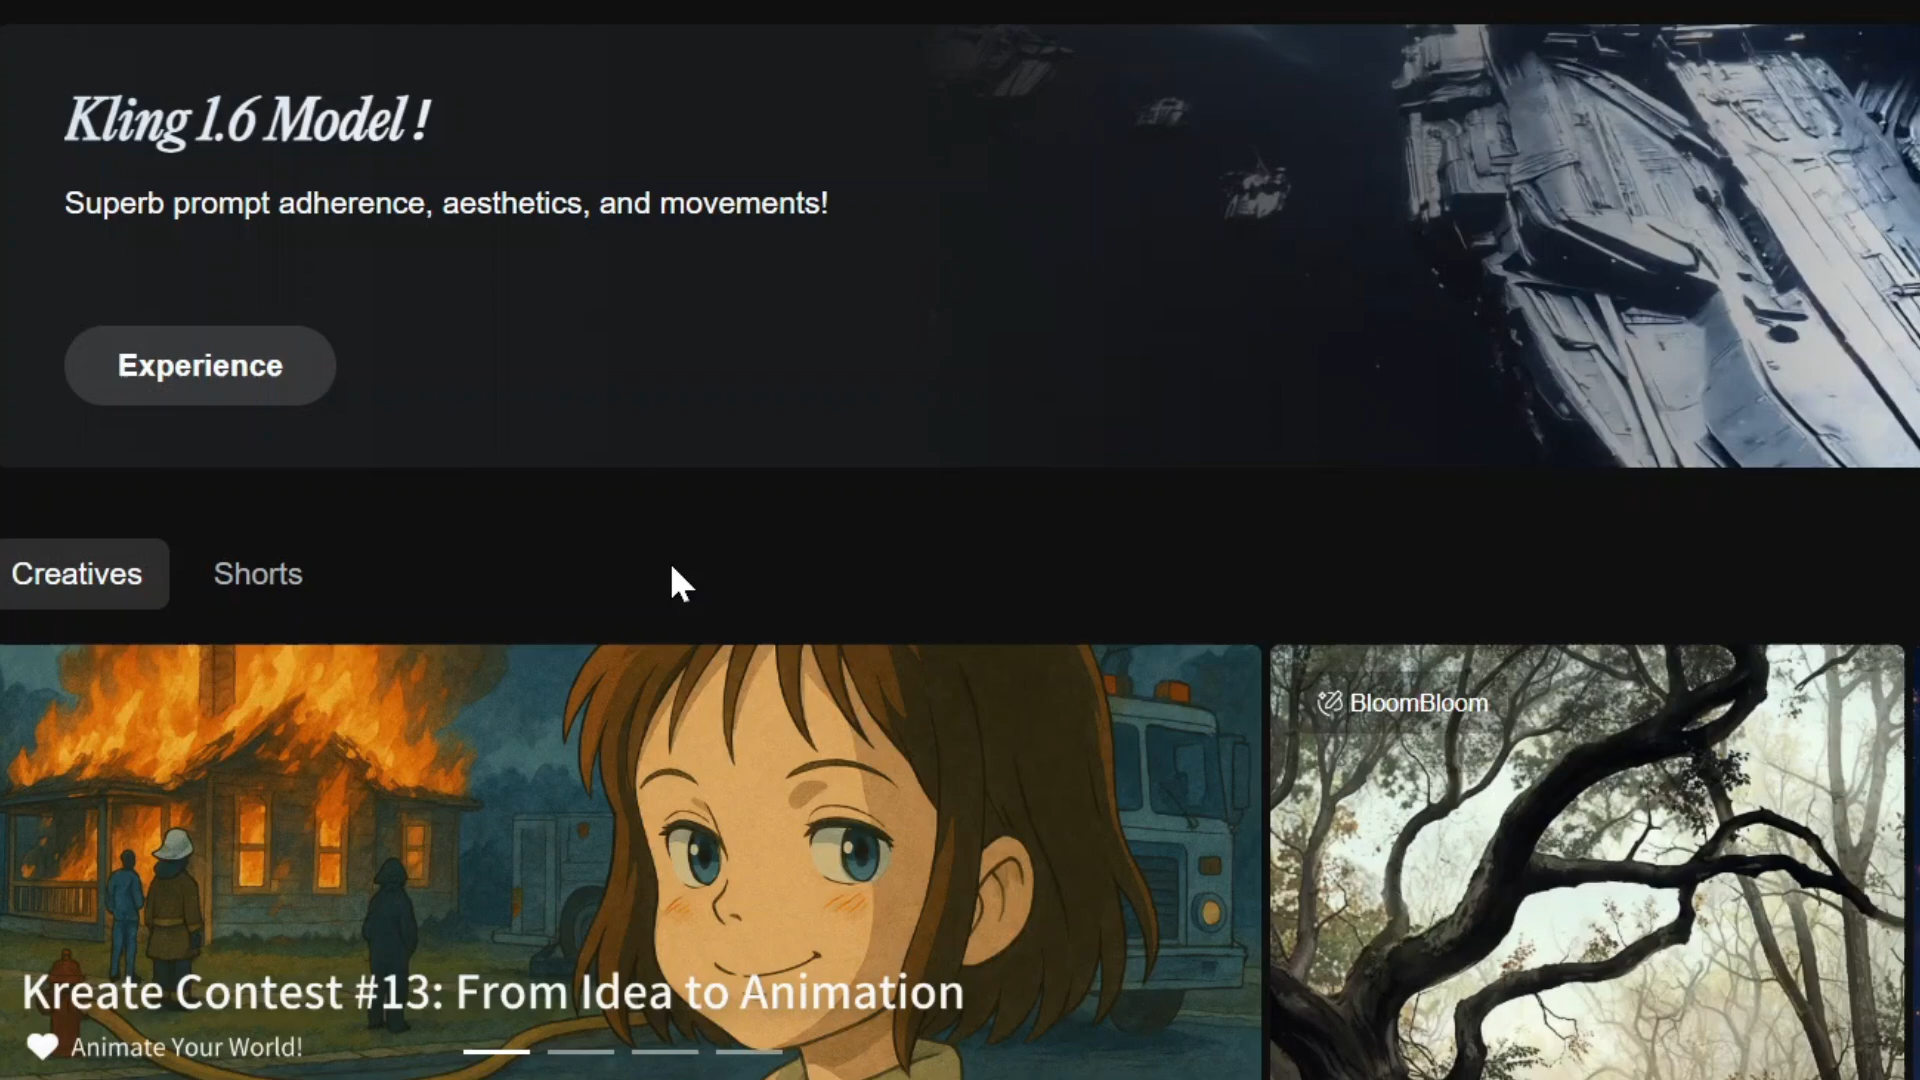 Kling 1.6 Model!
Superb prompt adherence, aesthetics, and movements!
Experience
Creatives
Shorts
BloomBloom
Kreate Contest #13: From Idea to Animation
Animate Your World!